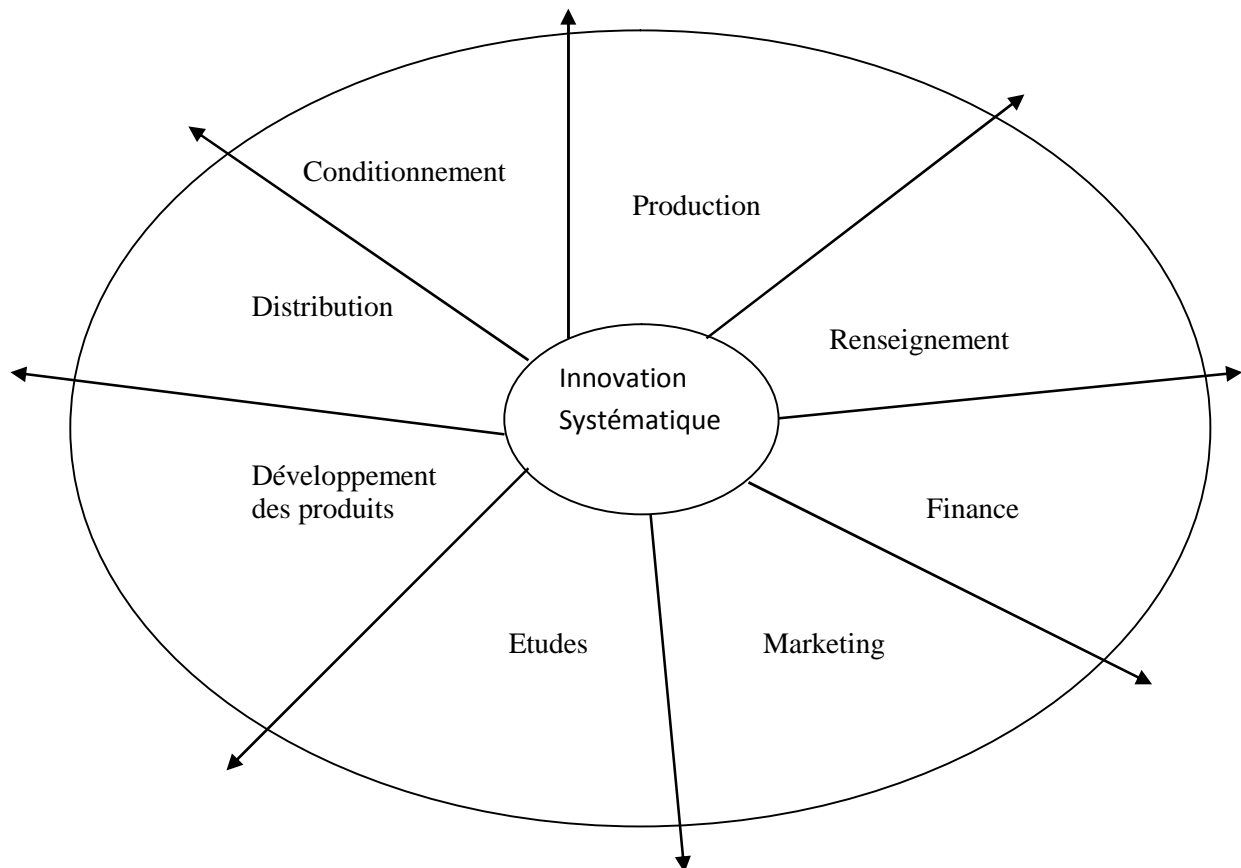 Conditionnement
Production
Distribution
Renseignement
Innovation
Systématique
Développement
des produits
Finance
Etudes
Marketing